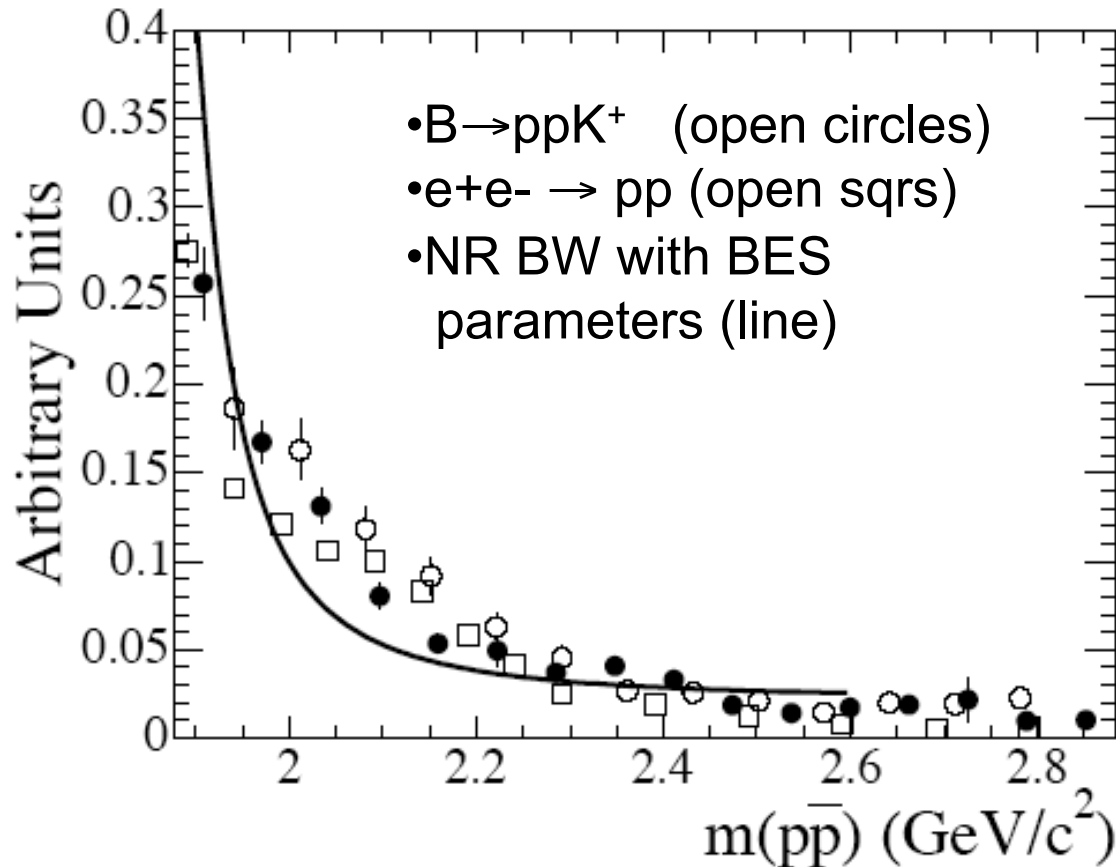 0.4
0.35
0.3
0.25
0.2
0.15
0.1
0.05
0
Arbitrary Units
•B→ppK⁺ (open circles)
•e+e- → pp (open sqrs)
•NR BW with BES
parameters (line)
2 2.2 2.4 2.6 2.8
m(pp̅) (GeV/c²)